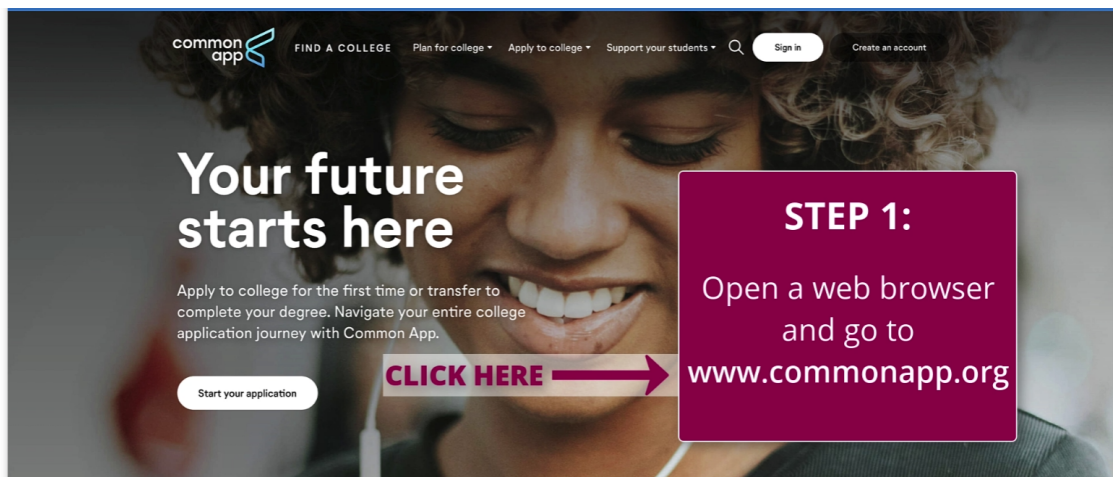 common
app
FIND A COLLEGE
Plan for college
Apply to college
Support your students
Sign in
Create an account
Your future
starts here
Apply to college for the first time or transfer to
complete your degree. Navigate your entire college
application journey with Common App.
Start your application
CLICK HERE
STEP 1:
Open a web browser
and go to
www.commonapp.org